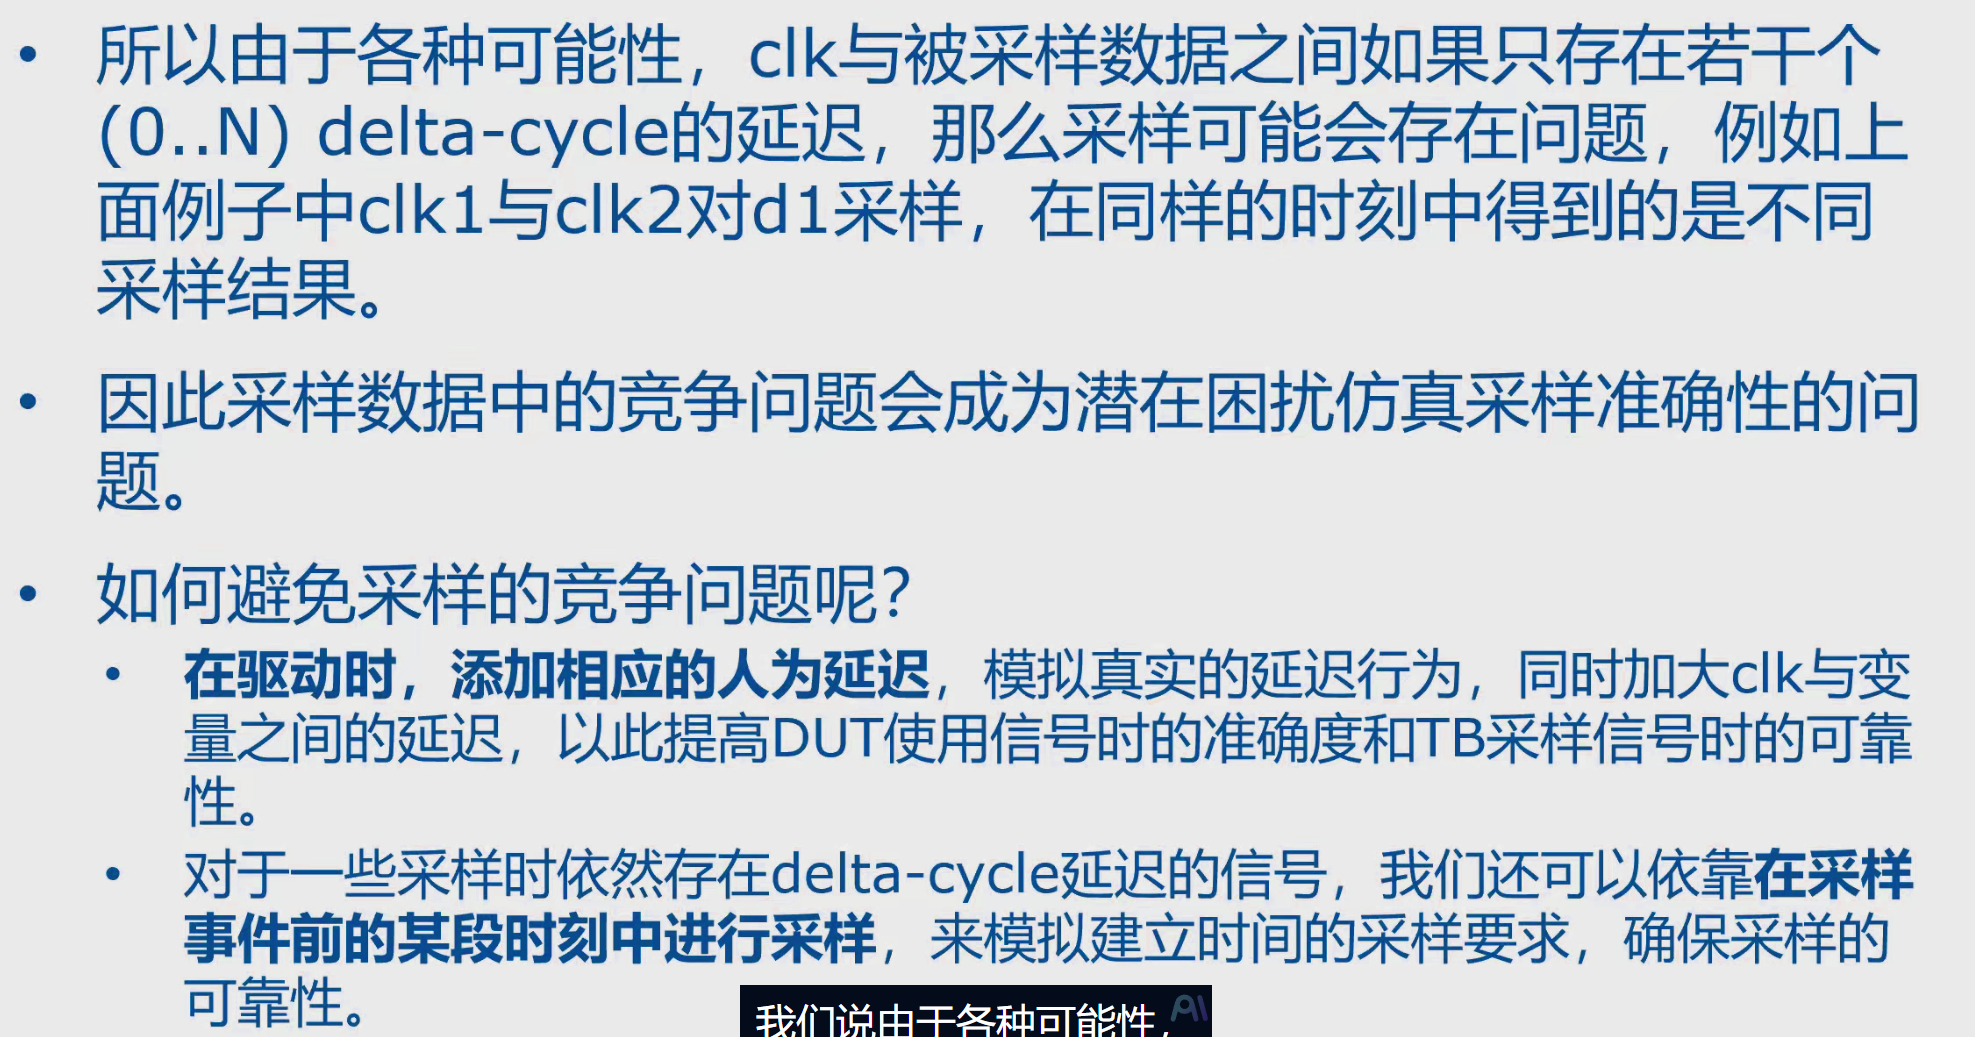 • 所以由于各种可能性，clk与被采样数据之间如果只存在若干个
(0..N) delta-cycle的延迟，那么采样可能会存在问题，例如上
面例子中clk1与clk2对d1采样，在同样的时刻中得到的是不同
采样结果。
• 因此采样数据中的竞争问题会成为潜在困扰仿真采样准确性的问
题。
• 如何避免采样的竞争问题呢？
• 在驱动时，添加相应的人为延迟，模拟真实的延迟行为，同时加大clk与变
量之间的延迟，以此提高DUT使用信号时的准确度和TB采样信号时的可靠
性。
• 对于一些采样时依然存在delta-cycle延迟的信号，我们还可以依靠在采样
事件前的某段时刻中进行采样，来模拟建立时间的采样要求，确保采样的
可靠性。
我们说由于各种可能性，
AI